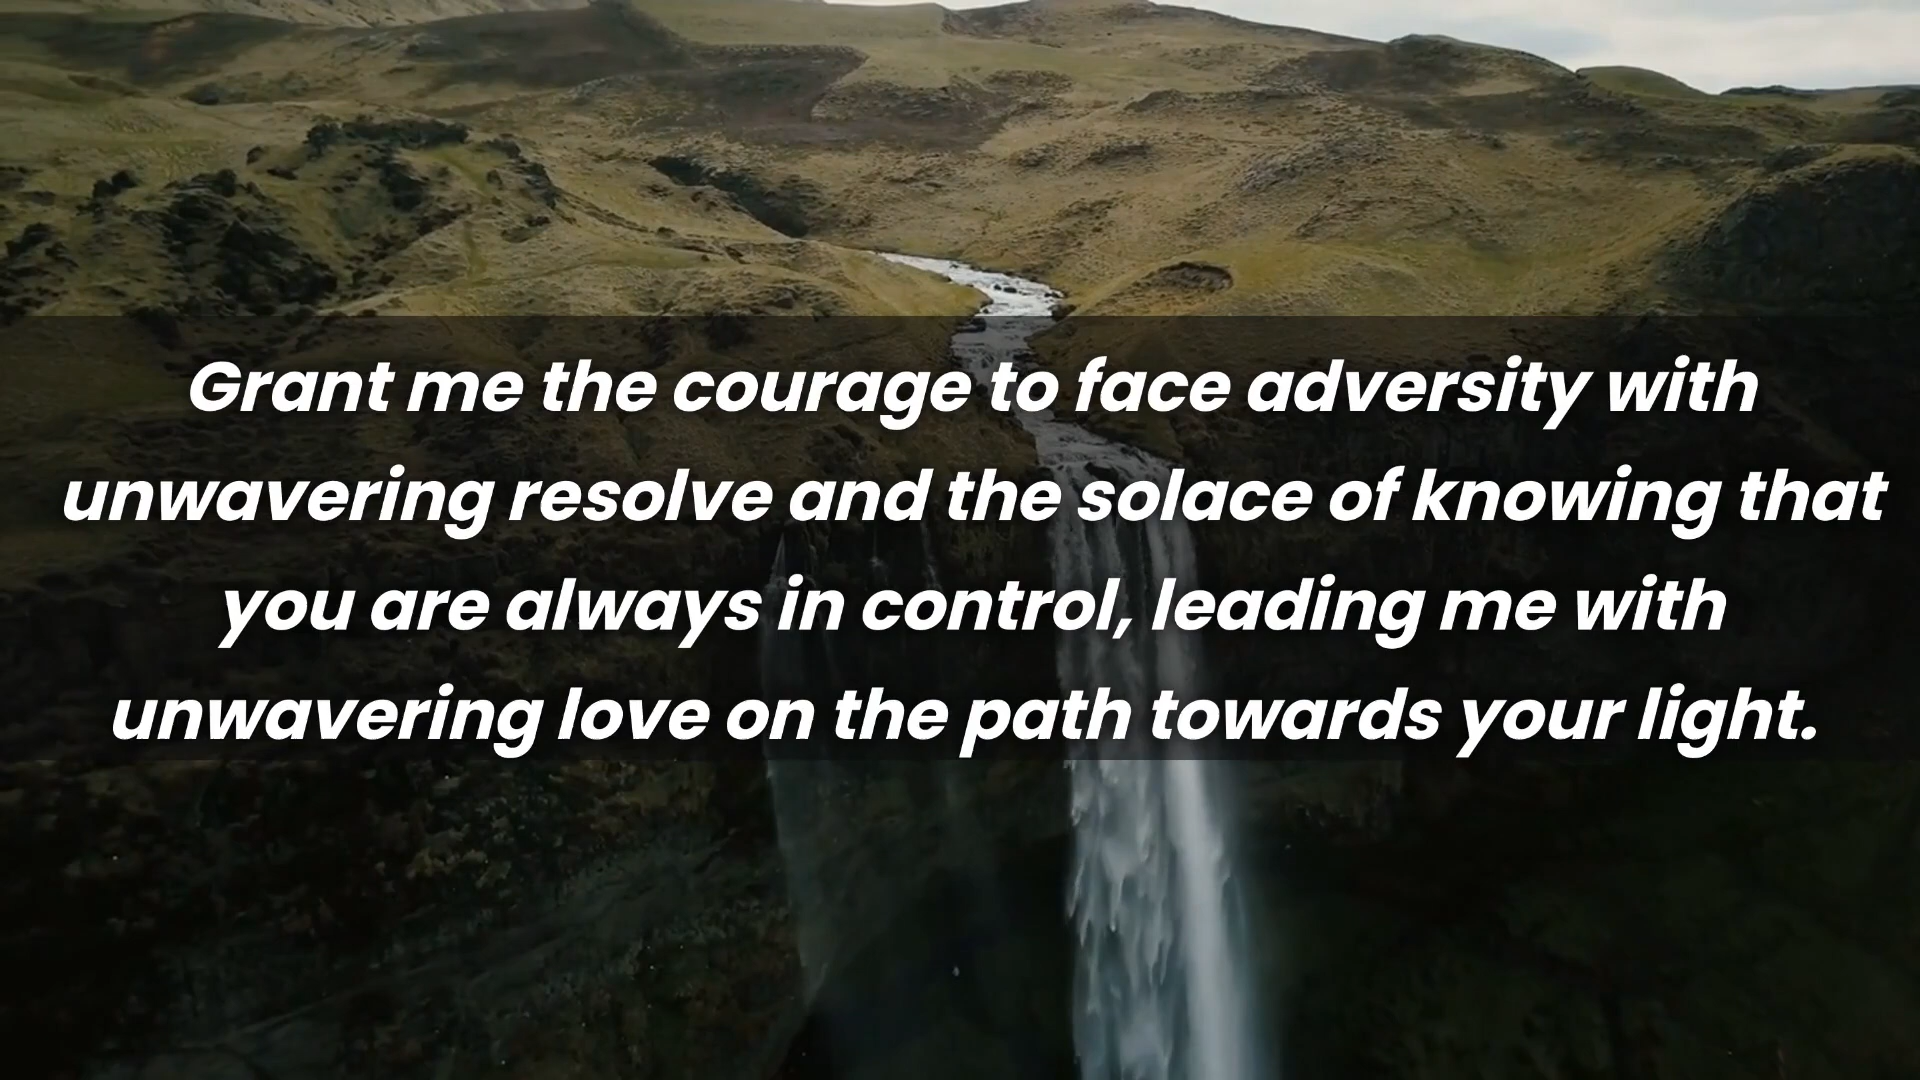 Grant me the courage to face adversity with
unwavering resolve and the solace of knowing that
you are always in control, leading me with
unwavering love on the path towards your light.